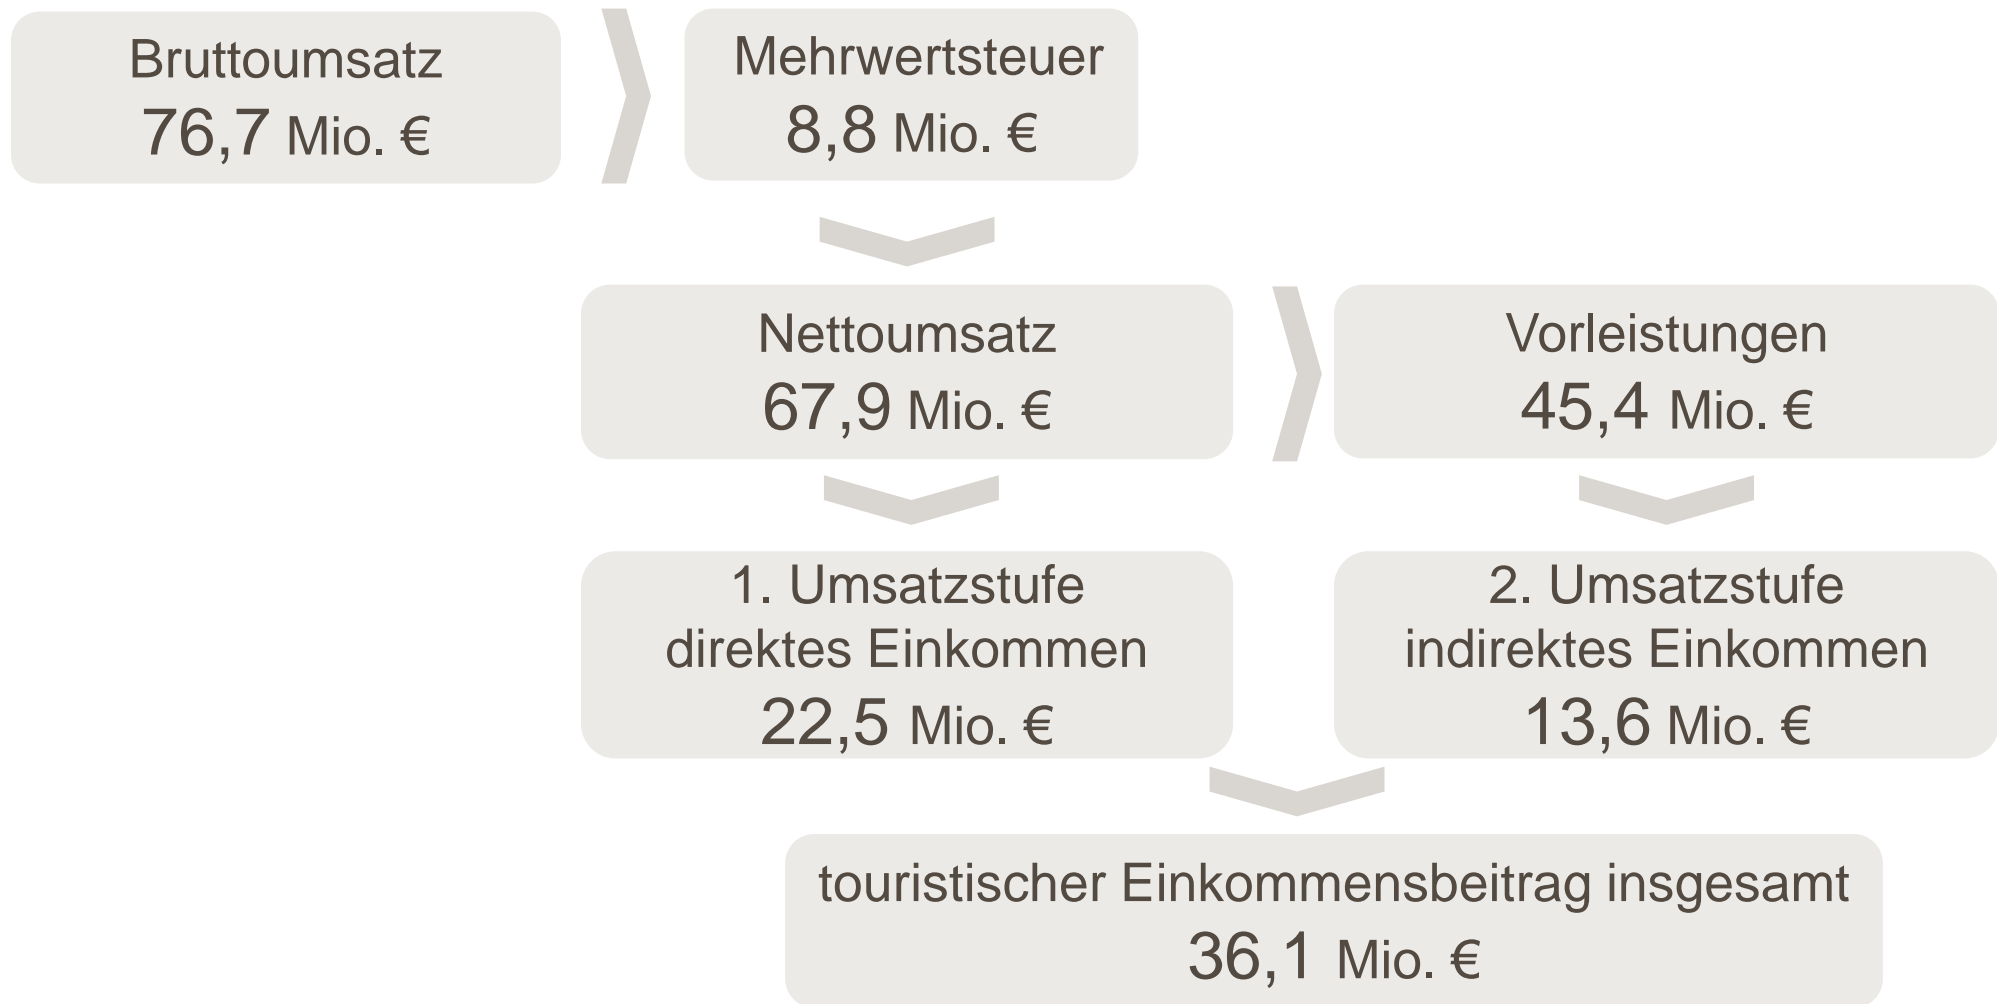 Bruttoumsatz
76,7 Mio. €
Mehrwertsteuer
8,8 Mio. €
Nettoumsatz
67,9 Mio. €
Vorleistungen
45,4 Mio. €
1. Umsatzstufe
direktes Einkommen
22,5 Mio. €
2. Umsatzstufe
indirektes Einkommen
13,6 Mio. €
touristischer Einkommensbeitrag insgesamt
36,1 Mio. €